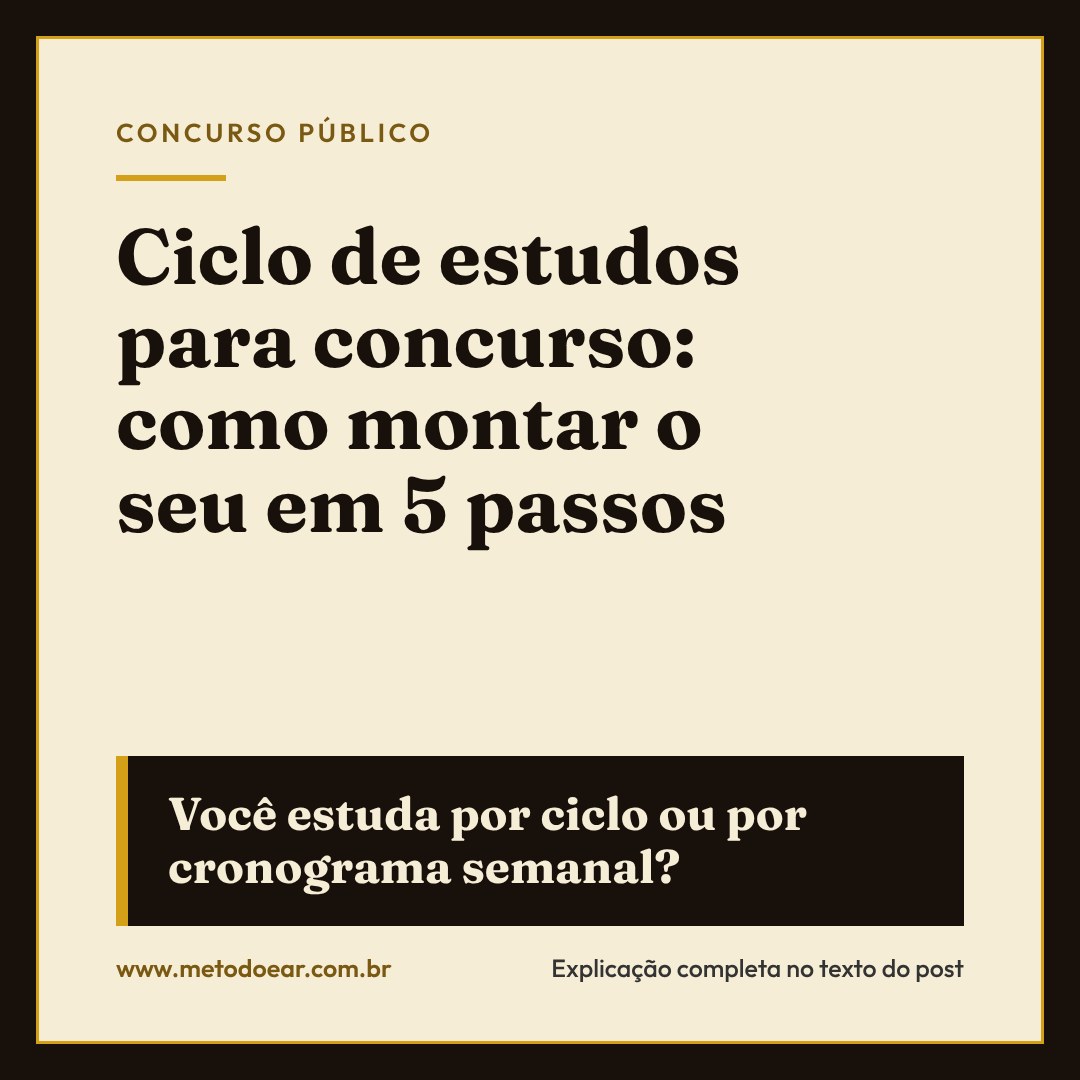 CONCURSO PÚBLICO
Ciclo de estudos
para concurso:
como montar o
seu em 5 passos
Você estuda por ciclo ou por
cronograma semanal?
www.metodoear.com.br
Explicação completa no texto do post